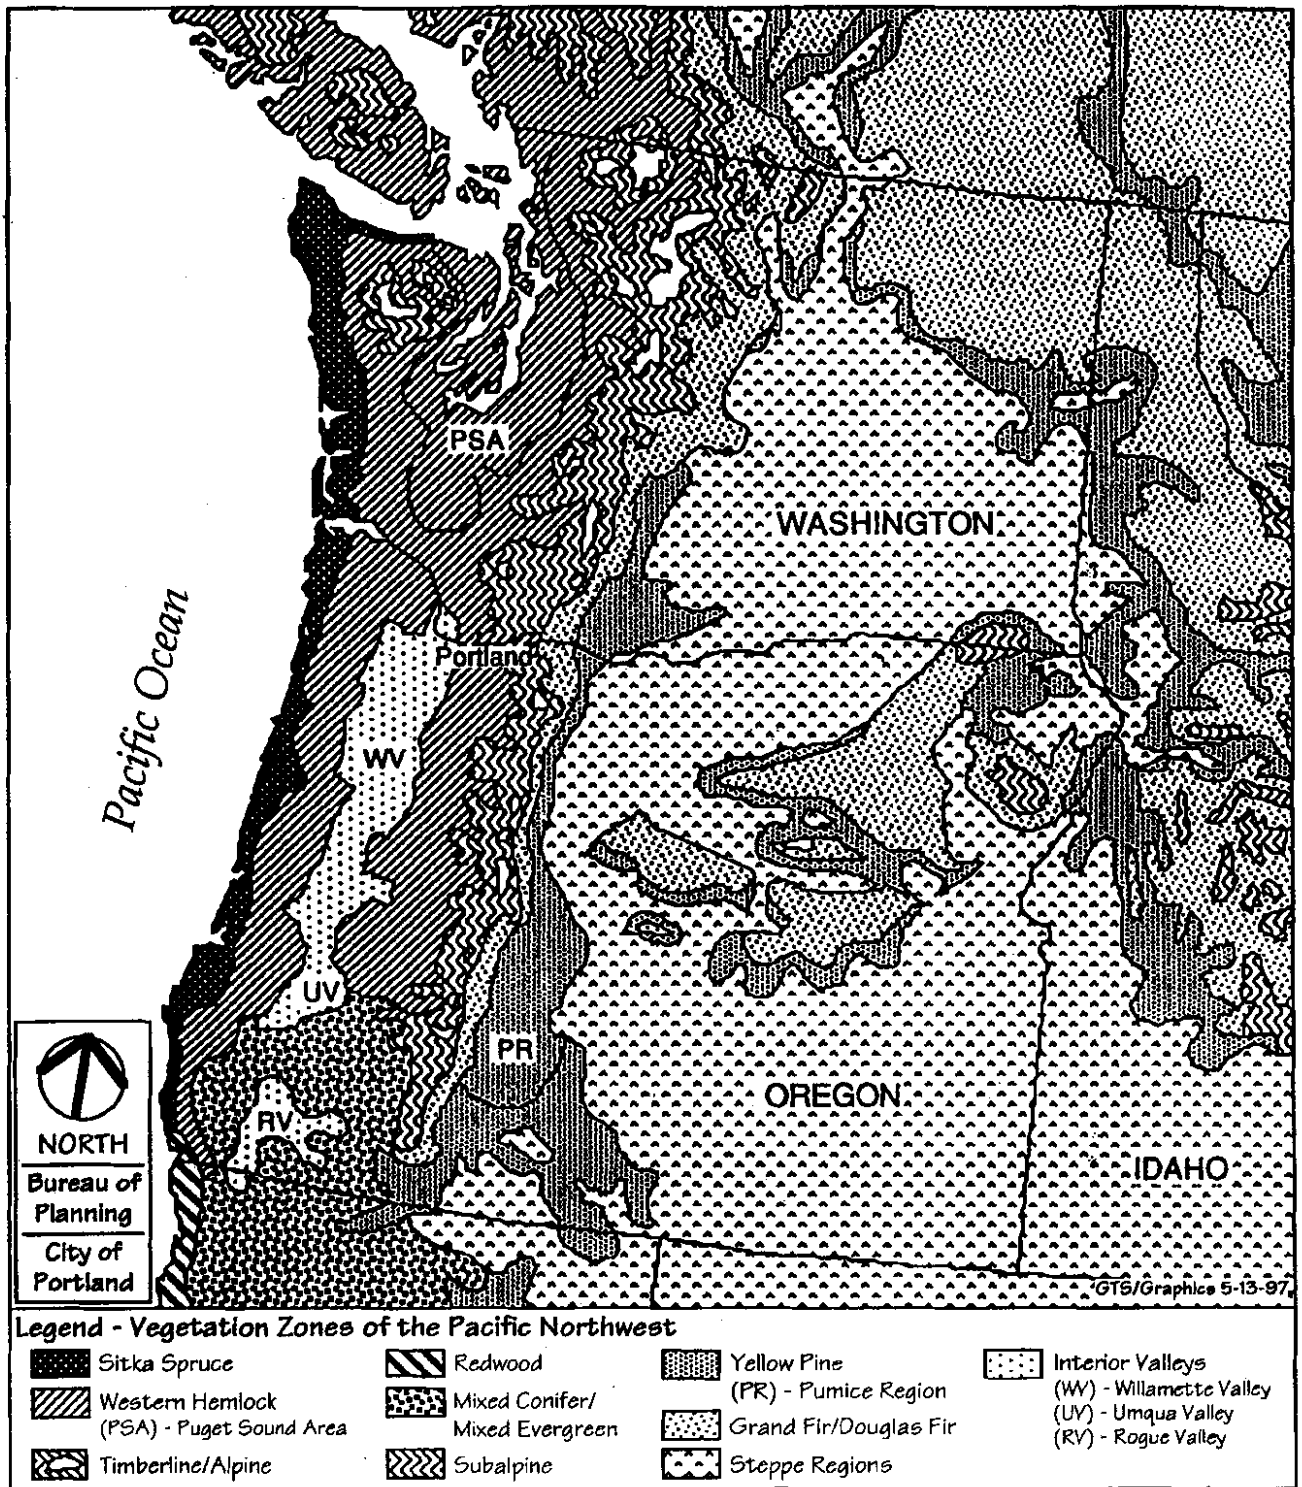 PSA
WASHINGTON
Pacific Ocean
Portland
WV
UV
PR
OREGON
RV
IDAHO
NORTH
Bureau of
Planning
City of
Portland
GTS/Graphics 5-13-97
Legend - Vegetation Zones of the Pacific Northwest
Sitka Spruce
Western Hemlock
(PSA) - Puget Sound Area
Timberline/Alpine
Redwood
Mixed Conifer/
Mixed Evergreen
Subalpine
Yellow Pine
(PR) - Pumice Region
Grand Fir/Douglas Fir
Steppe Regions
Interior Valleys
(WV) - Willamette Valley
(UV) - Umqua Valley
(RV) - Rogue Valley